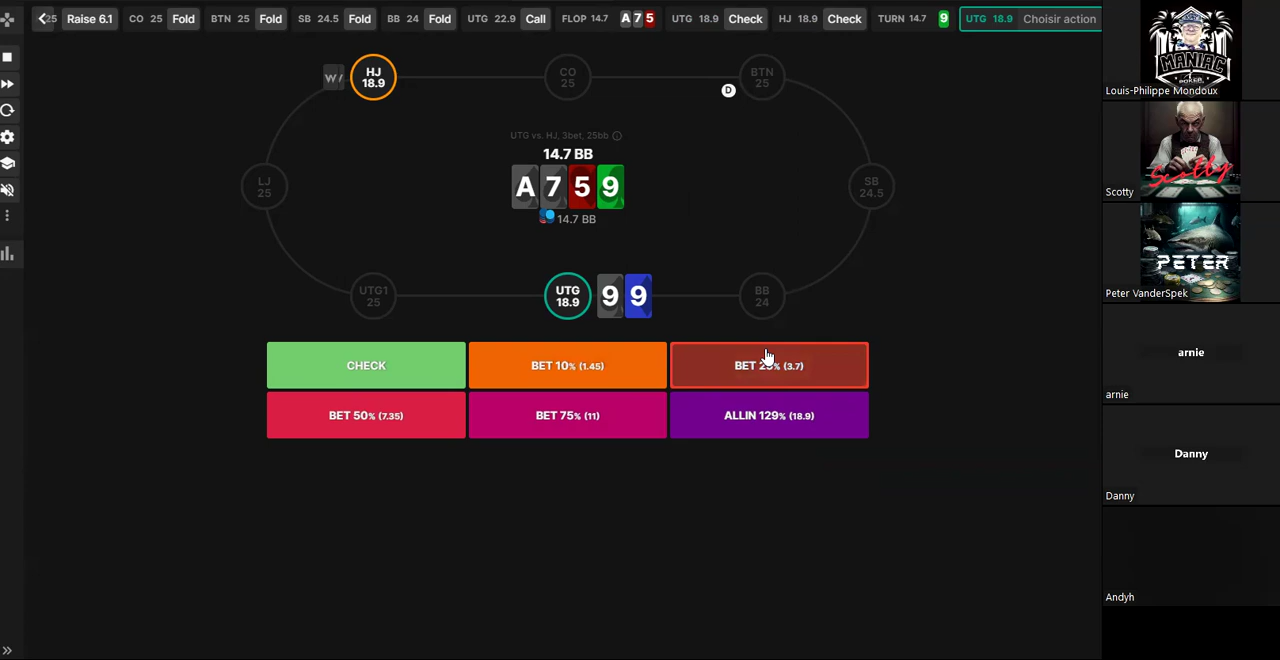 25 Raise 6.1 CO 25 Fold BTN 25 Fold SB 24.5 Fold BB 24 Fold UTG 22.9 Call FLOP 14.7 A 7 5 UTG 18.9 Check HJ 18.9 Check TURN 14.7 9 UTG 18.9 Choisir action
HJ
18.9
CO
25
BTN
25
D
UTG vs. HJ, 3bet, 25bb
14.7 BB
A 7 5 9
14.7 BB
LJ
25
SB
24.5
UTG1
25
UTG
18.9
9 9
BB
24
CHECK
BET 10% (1.45)
BET 50% (7.35)
BET 75% (11)
ALLIN 129% (18.9)
MANIAC
POKER
Louis-Philippe Mondoux
Scotty
Scotty
PETER
Peter VanderSpek
arnie
arnie
Danny
Danny
Andyh